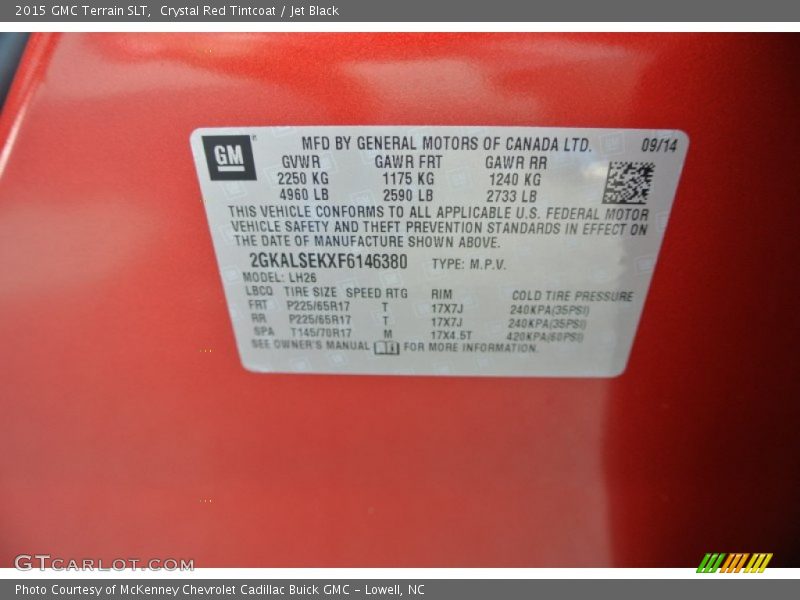 2015 GMC Terrain SLT, Crystal Red Tintcoat / Jet Black
GM
MFD BY GENERAL MOTORS OF CANADA LTD. 09/14
GVWR GAWR FRT GAWR RR
2250 KG 1175 KG 1240 KG
4960 LB 2590 LB 2733 LB
THIS VEHICLE CONFORMS TO ALL APPLICABLE U.S. FEDERAL MOTOR
VEHICLE SAFETY AND THEFT PREVENTION STANDARDS IN EFFECT ON
THE DATE OF MANUFACTURE SHOWN ABOVE.
2GKALSEKXF6146380 TYPE: M.P.V.
MODEL: LH26
LBCQ TIRE SIZE SPEED RTG RIM COLD TIRE PRESSURE
FRT P225/65R17 T 17X7J 240KPA(35PSI)
RR P225/65R17 T 17X7J 240KPA(35PSI)
SPA T145/70R17 M 17X4.5T 420KPA(60PSI)
SEE OWNER'S MANUAL FOR MORE INFORMATION.
GTCARLOT.COM
Photo Courtesy of McKenney Chevrolet Cadillac Buick GMC - Lowell, NC